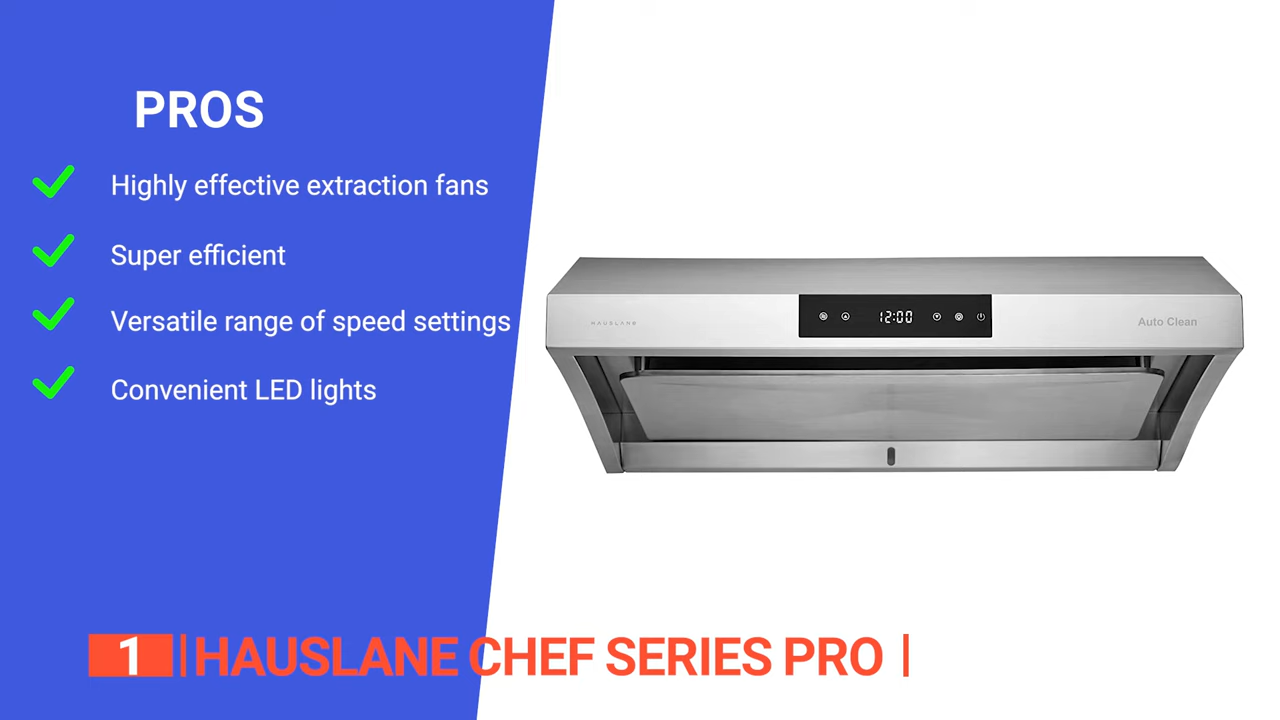 PROS
Highly effective extraction fans
Super efficient
Versatile range of speed settings
Convenient LED lights
HAUSLANE
12:00
Auto Clean
1 HAUSLANE CHEF SERIES PRO